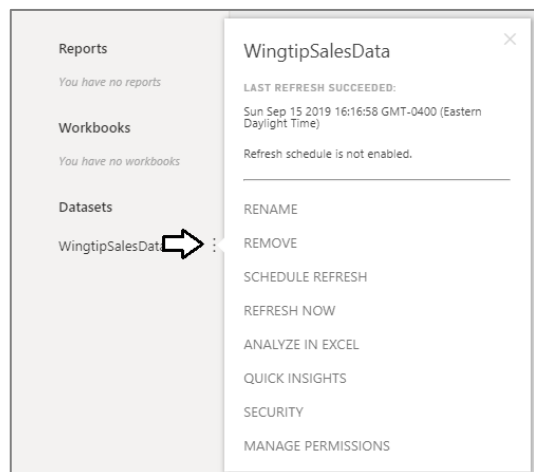 Reports
You have no reports
Workbooks
You have no workbooks
Datasets
WingtipSalesData
WingtipSalesData
LAST REFRESH SUCCEEDED:
Sun Sep 15 2019 16:16:58 GMT-0400 (Eastern
Daylight Time)
Refresh schedule is not enabled.
RENAME
REMOVE
SCHEDULE REFRESH
REFRESH NOW
ANALYZE IN EXCEL
QUICK INSIGHTS
SECURITY
MANAGE PERMISSIONS